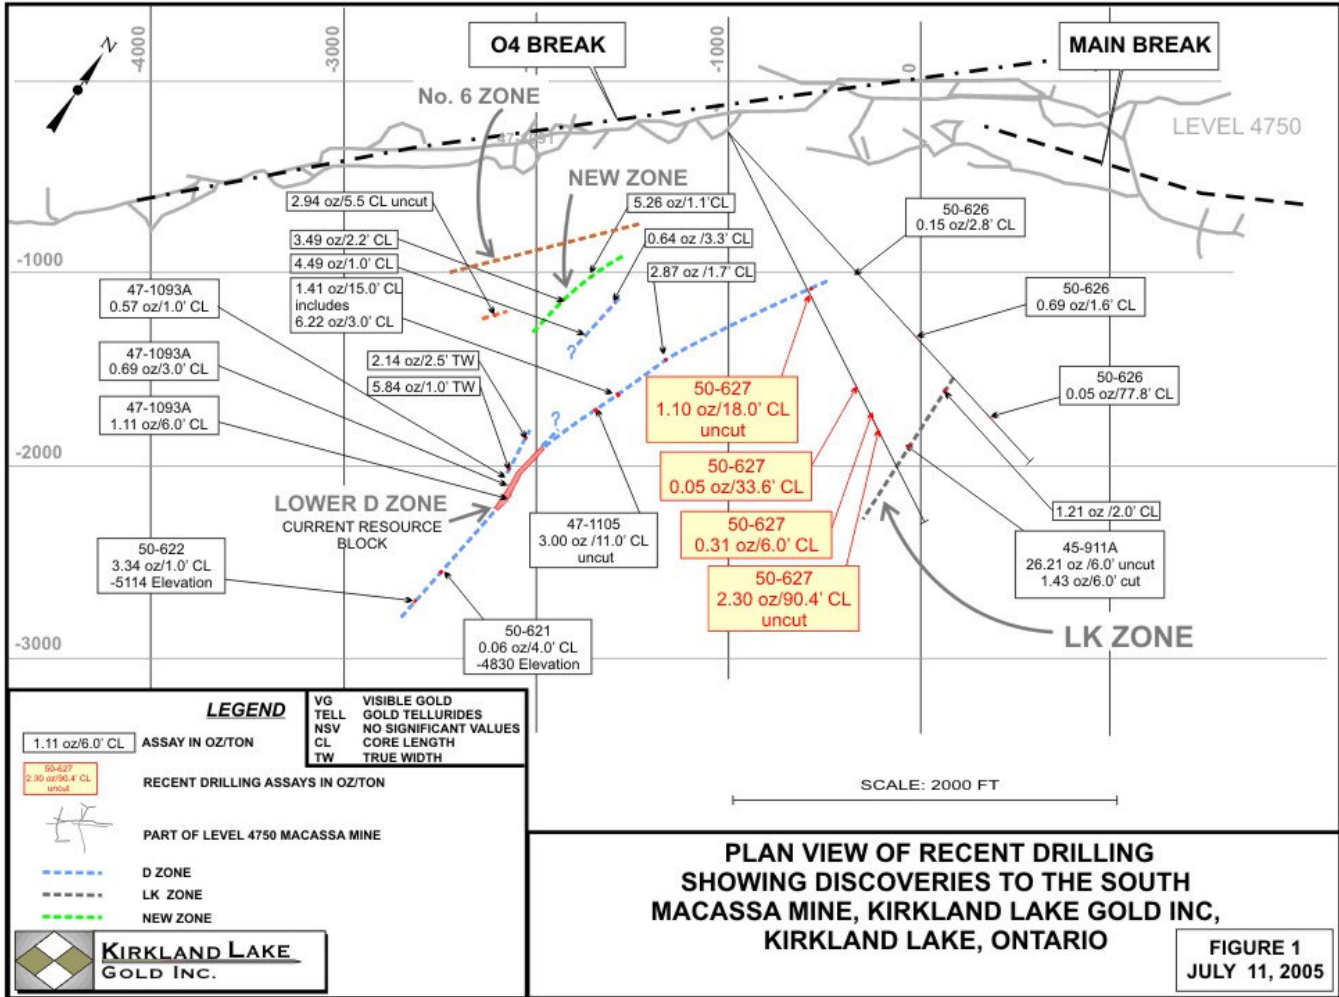 -4000
-3000
-1000
0
N
O4 BREAK
MAIN BREAK
No. 6 ZONE
LEVEL 4750
NEW ZONE
2.94 oz/5.5 CL uncut
5.26 oz/1.1' CL
50-626
0.15 oz/2.8' CL
3.49 oz/2.2' CL
0.64 oz /3.3' CL
-1000
4.49 oz/1.0' CL
2.87 oz /1.7' CL
1.41 oz/15.0' CL
includes
6.22 oz/3.0' CL
47-1093A
0.57 oz/1.0' CL
50-626
0.69 oz/1.6' CL
?
47-1093A
0.69 oz/3.0' CL
2.14 oz/2.5' TW
5.84 oz/1.0' TW
50-626
0.05 oz/77.8' CL
50-627
1.10 oz/18.0' CL
uncut
47-1093A
1.11 oz/6.0' CL
?
-2000
50-627
0.05 oz/33.6' CL
LOWER D ZONE
CURRENT RESOURCE
BLOCK
1.21 oz /2.0' CL
47-1105
3.00 oz /11.0' CL
uncut
50-627
0.31 oz/6.0' CL
45-911A
26.21 oz /6.0' uncut
1.43 oz/6.0' cut
50-622
3.34 oz/1.0' CL
-5114 Elevation
50-627
2.30 oz/90.4' CL
uncut
50-621
0.06 oz/4.0' CL
-4830 Elevation
LK ZONE
-3000
LEGEND
1.11 oz/6.0' CL
ASSAY IN OZ/TON
50-627
2.30 oz/90.4' CL
uncut
RECENT DRILLING ASSAYS IN OZ/TON
PART OF LEVEL 4750 MACASSA MINE
D ZONE
LK ZONE
NEW ZONE
VG VISIBLE GOLD
TELL GOLD TELLURIDES
NSV NO SIGNIFICANT VALUES
CL CORE LENGTH
TW TRUE WIDTH
SCALE: 2000 FT
KIRKLAND LAKE
GOLD INC.
PLAN VIEW OF RECENT DRILLING
SHOWING DISCOVERIES TO THE SOUTH
MACASSA MINE, KIRKLAND LAKE GOLD INC,
KIRKLAND LAKE, ONTARIO
FIGURE 1
JULY 11, 2005